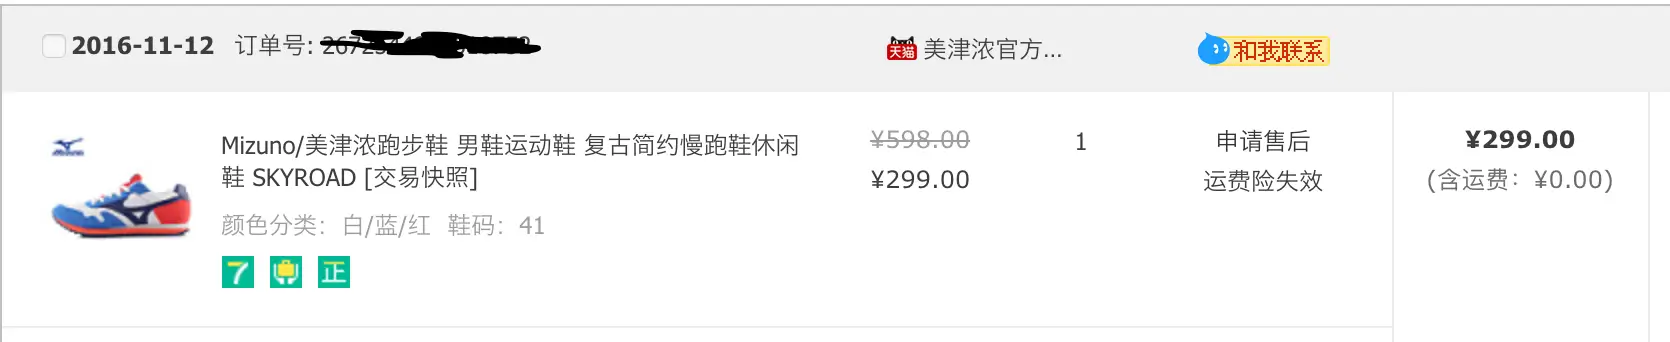 2016-11-12 订单号:
天猫 美津浓官方... 和我联系
Mizuno
Mizuno/美津浓跑步鞋 男鞋运动鞋 复古简约慢跑鞋休闲
鞋 SKYROAD [交易快照]
颜色分类：白/蓝/红 鞋码：41
7 正
¥598.00
¥299.00
1
申请售后
运费险失效
¥299.00
(含运费：¥0.00)